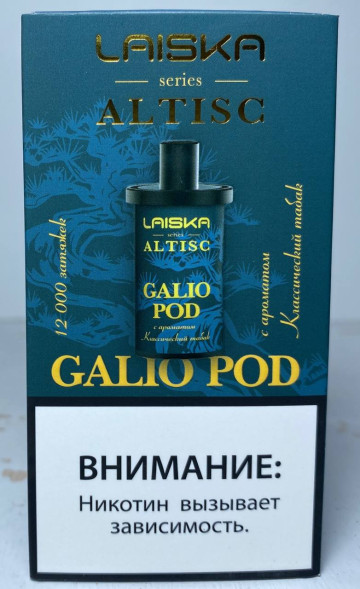 LAISKA
series
ALTISC
LAISKA
series
ALTISC
GALIO
POD
с ароматом
Классический табак
12 000 затяжек
с ароматом
Классический табак
GALIO POD
ВНИМАНИЕ:
Никотин вызывает
зависимость.